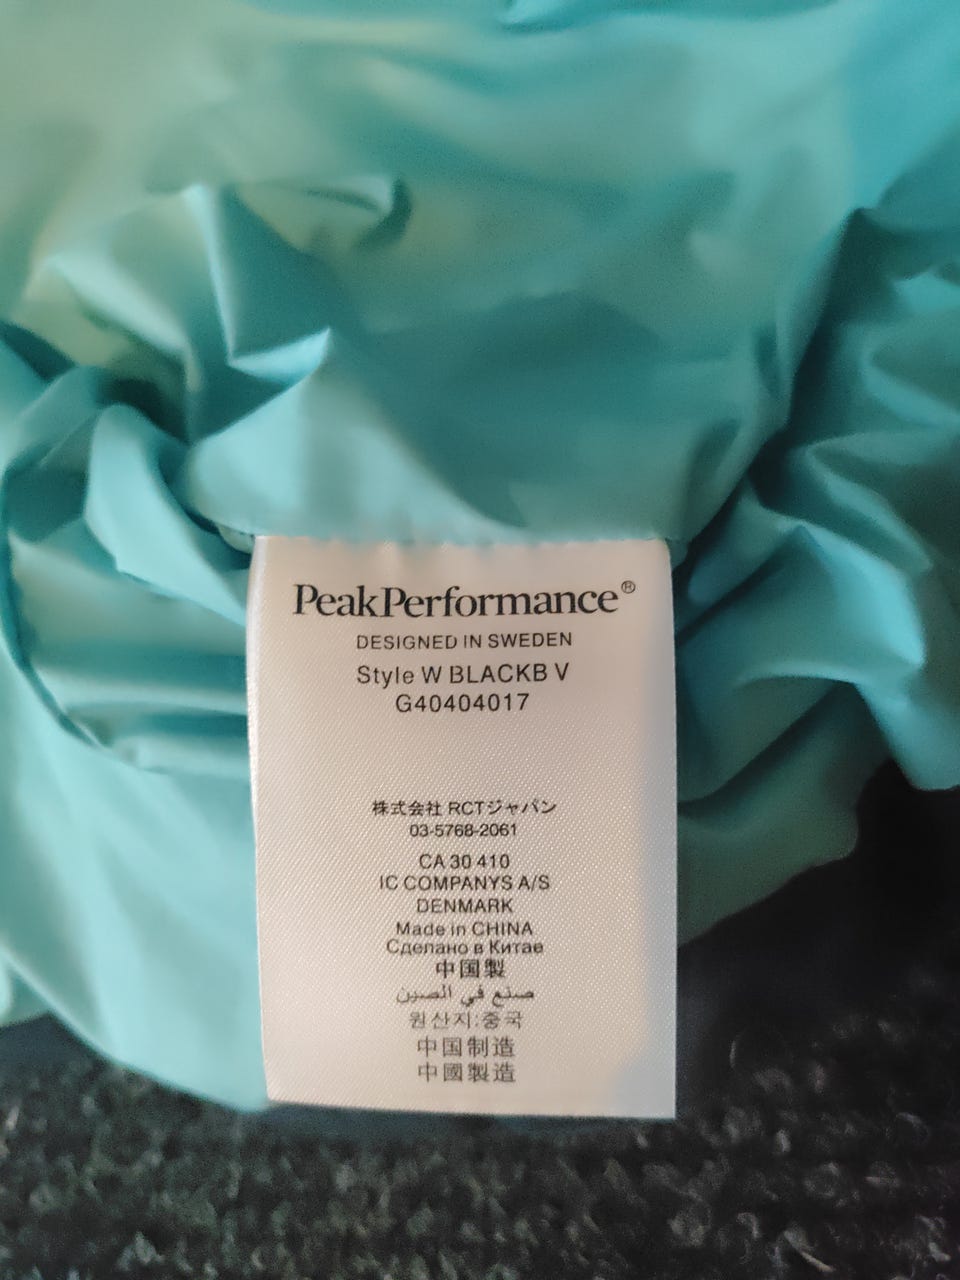 PeakPerformance®
DESIGNED IN SWEDEN
Style W BLACKB V
G40404017
株式会社 RCTジャパン
03-5768-2061
CA 30 410
IC COMPANYS A/S
DENMARK
Made in CHINA
Сделано в Китае
中国製
صنع في الصين
원산지:중국
中国制造
中國製造